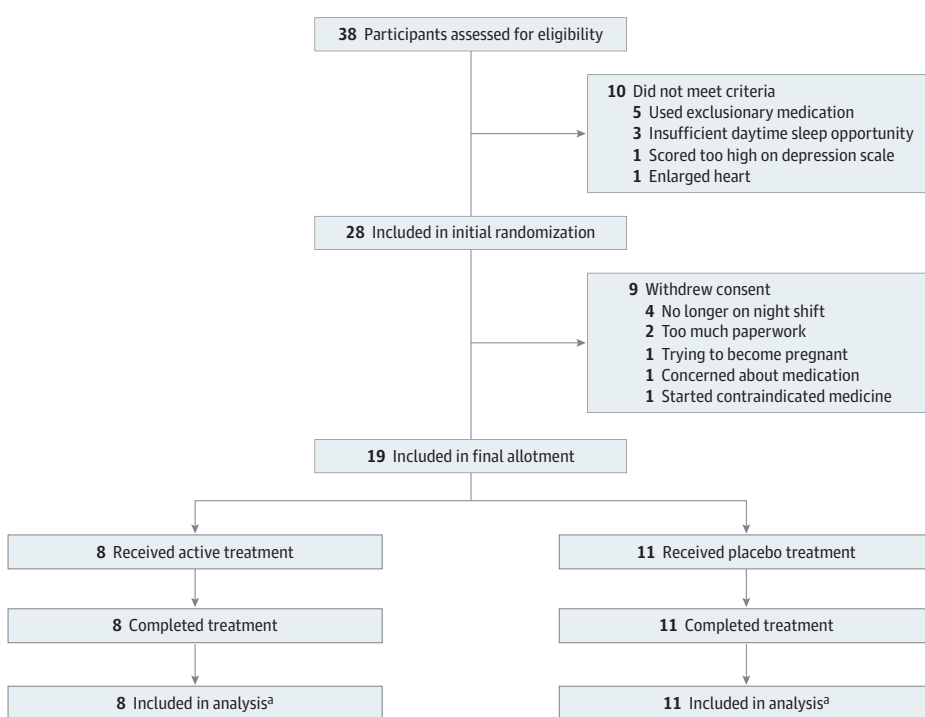 38 Participants assessed for eligibility
10 Did not meet criteria
5 Used exclusionary medication
3 Insufficient daytime sleep opportunity
1 Scored too high on depression scale
1 Enlarged heart
28 Included in initial randomization
9 Withdrew consent
4 No longer on night shift
2 Too much paperwork
1 Trying to become pregnant
1 Concerned about medication
1 Started contraindicated medicine
19 Included in final allotment
8 Received active treatment
11 Received placebo treatment
8 Completed treatment
11 Completed treatment
8 Included in analysisᵃ
11 Included in analysisᵃ